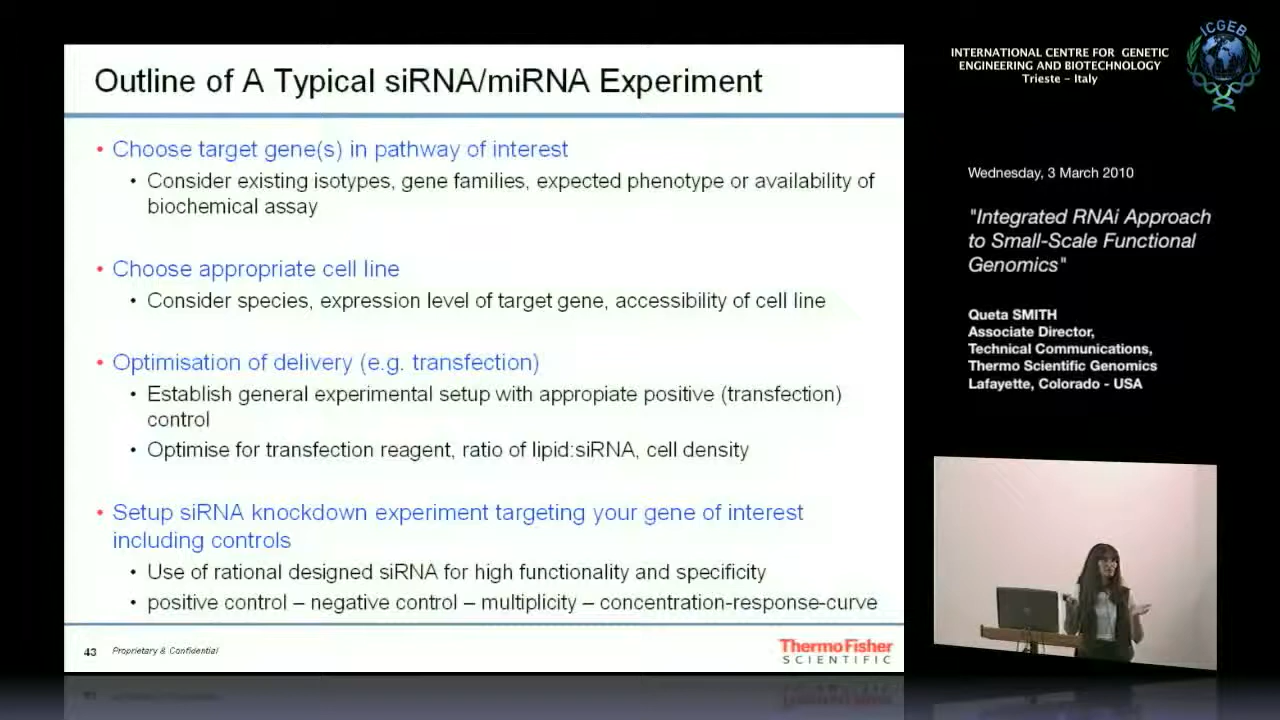 Outline of A Typical siRNA/miRNA Experiment
• Choose target gene(s) in pathway of interest
• Consider existing isotypes, gene families, expected phenotype or availability of
biochemical assay
• Choose appropriate cell line
• Consider species, expression level of target gene, accessibility of cell line
• Optimisation of delivery (e.g. transfection)
• Establish general experimental setup with appropiate positive (transfection)
control
• Optimise for transfection reagent, ratio of lipid:siRNA, cell density
• Setup siRNA knockdown experiment targeting your gene of interest
including controls
• Use of rational designed siRNA for high functionality and specificity
• positive control – negative control – multiplicity – concentration-response-curve
43 Proprietary & Confidential
ThermoFisher
SCIENTIFIC
INTERNATIONAL CENTRE FOR GENETIC
ENGINEERING AND BIOTECHNOLOGY
Trieste – Italy
ICGEB
Wednesday, 3 March 2010
"Integrated RNAi Approach
to Small-Scale Functional
Genomics"
Queta SMITH
Associate Director,
Technical Communications,
Thermo Scientific Genomics
Lafayette, Colorado - USA